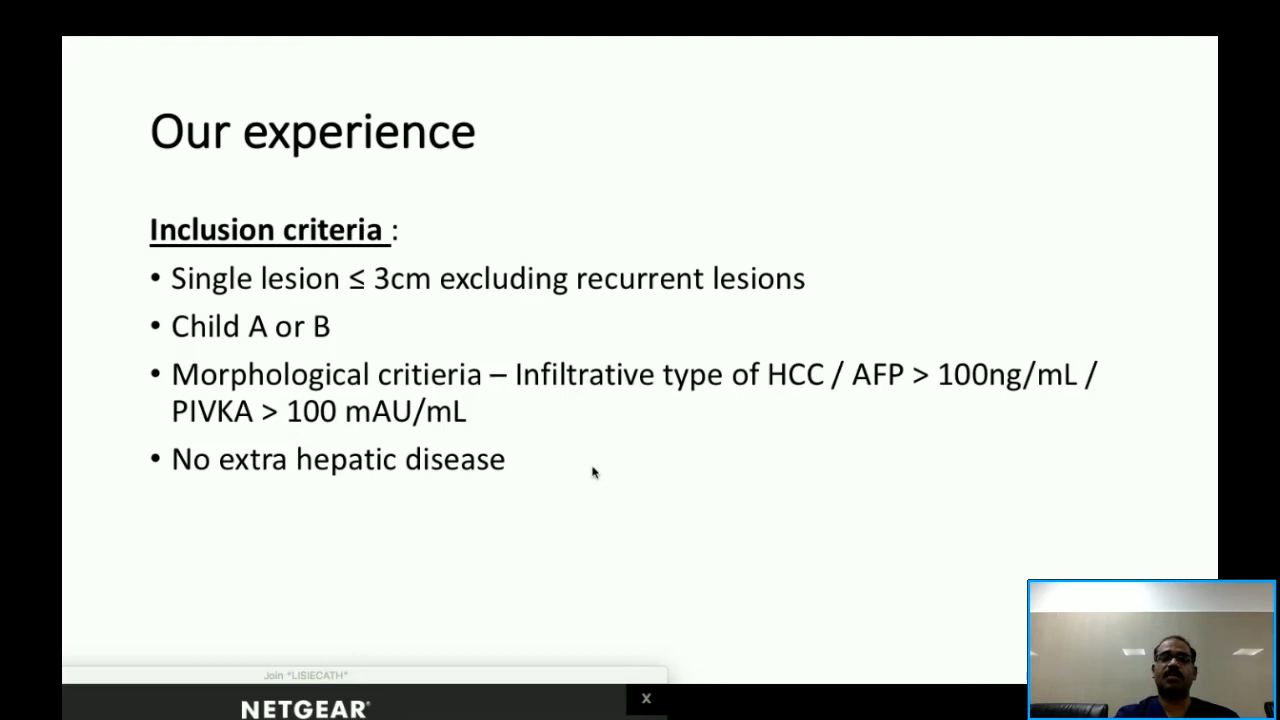 Our experience
Inclusion criteria :
• Single lesion ≤ 3cm excluding recurrent lesions
• Child A or B
• Morphological critieria – Infiltrative type of HCC / AFP > 100ng/mL /
PIVKA > 100 mAU/mL
• No extra hepatic disease
Join "LISIECATH"
NETGEAR
X